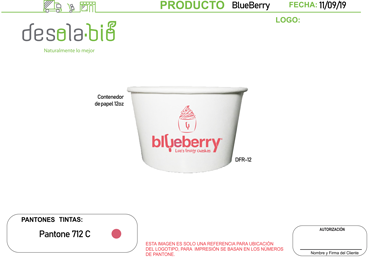 PRODUCTO BlueBerry FECHA: 11/09/19
LOGO:
desola·bio
Naturalmente lo mejor
Contenedor
de papel 12oz
blueberry
DFR-12
PANTONES TINTAS:
Pantone 712 C
ESTA IMAGEN ES SOLO UNA REFERENCIA PARA UBICACIÓN
DEL LOGOTIPO, PARA IMPRESIÓN SE BASAN EN LOS NÚMEROS
DE PANTONE.
AUTORIZACIÓN
Nombre y Firma del Cliente